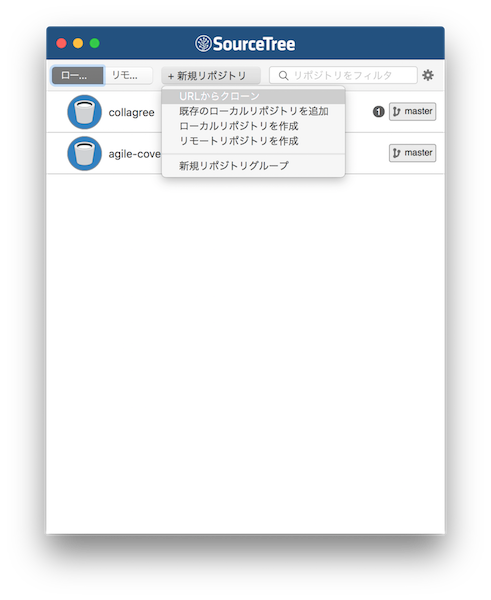 SourceTree
ロー... リモ... + 新規リポジトリ リポジトリをフィルタ
URLからクローン
collagree 1 master
既存のローカルリポジトリを追加
ローカルリポジトリを作成
リモートリポジトリを作成
agile-cove master
新規リポジトリグループ